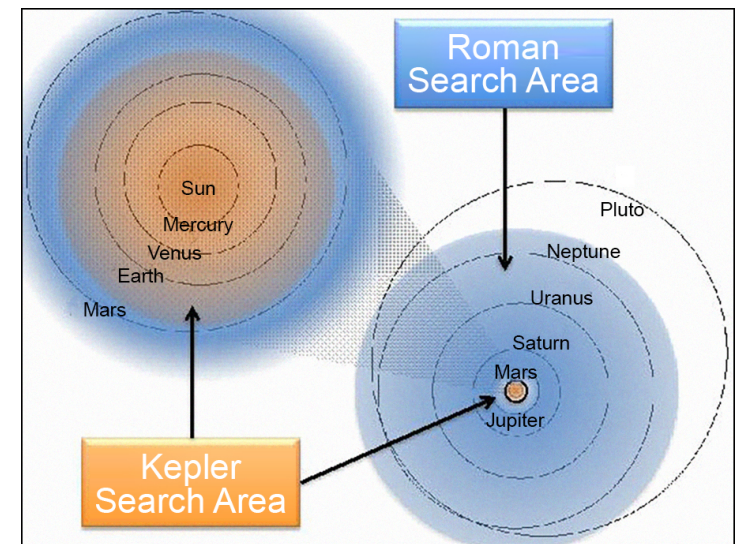 Roman
Search Area
Sun
Mercury
Venus
Earth
Mars
Pluto
Neptune
Uranus
Saturn
Mars
Jupiter
Kepler
Search Area